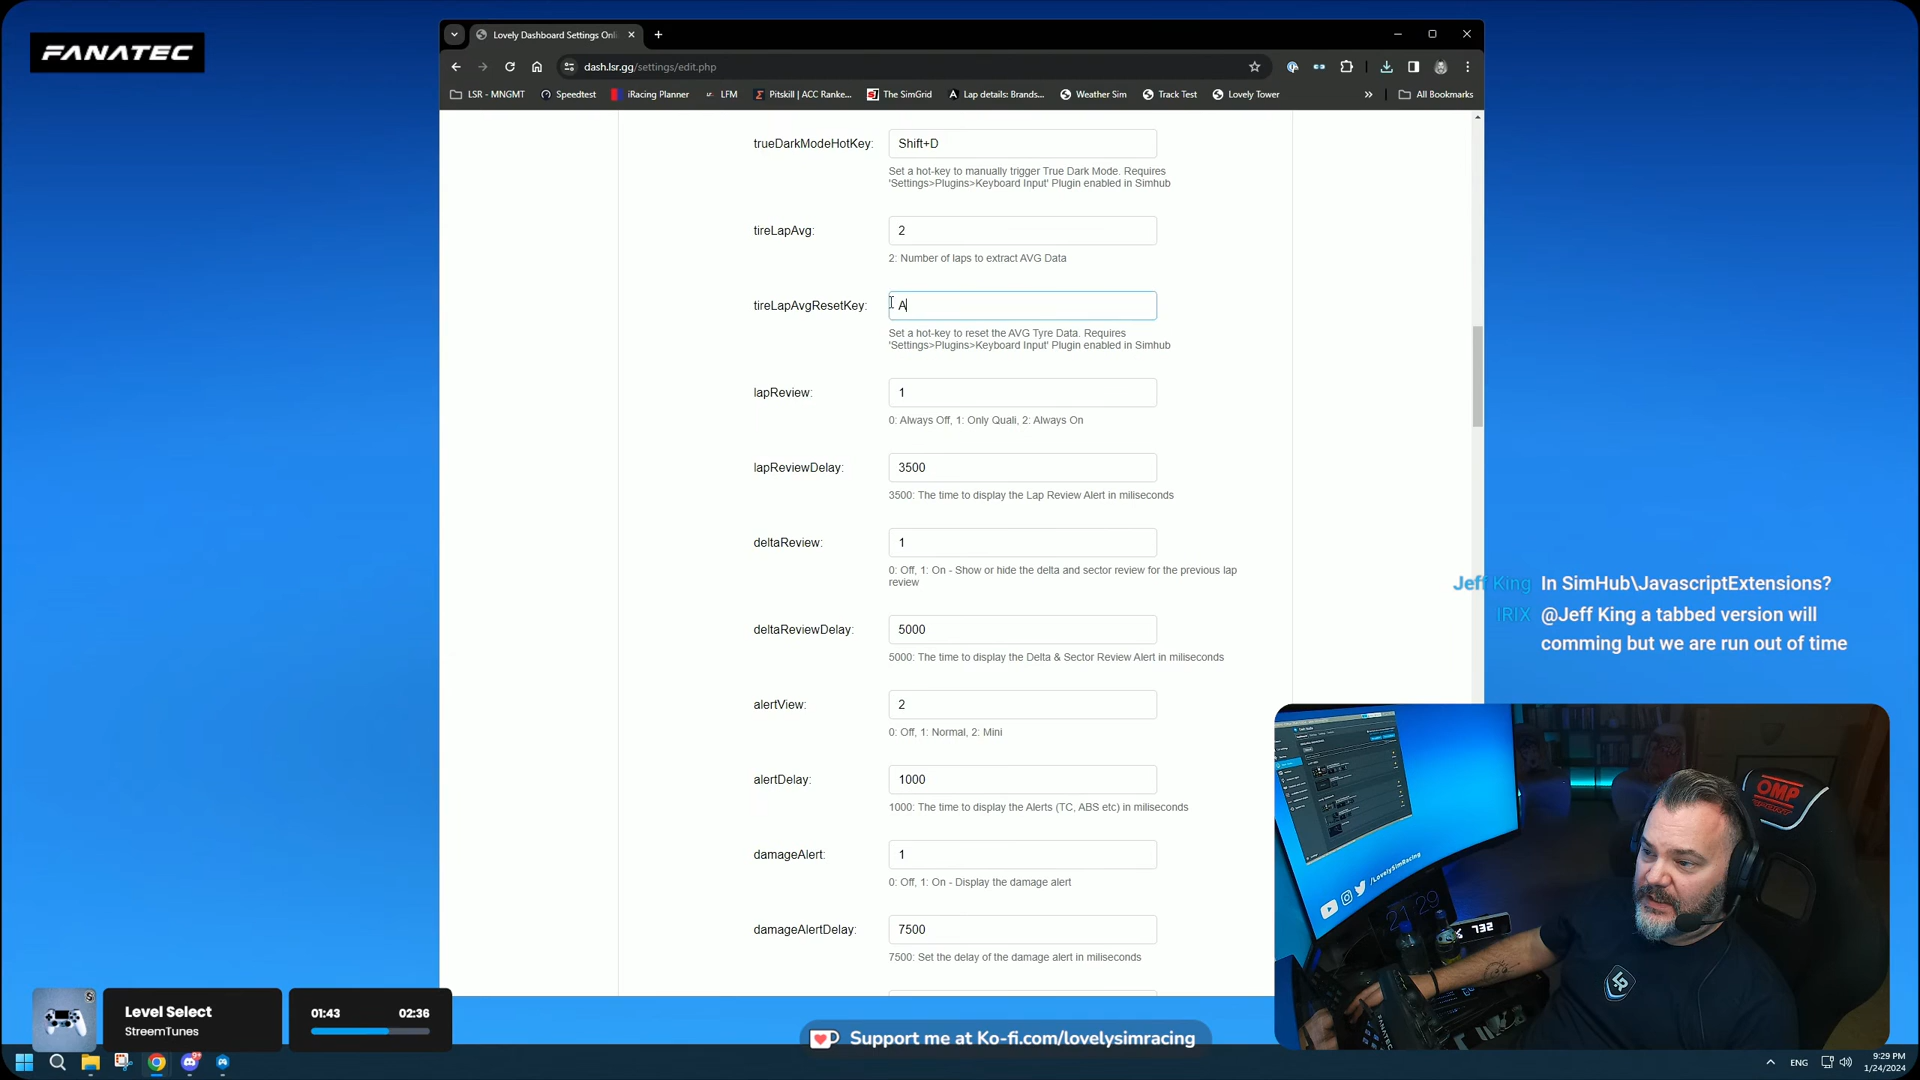 FANATEC
Lovely Dashboard Settings Onl
dash.lsr.gg/settings/edit.php
LSR - MNGMT
Speedtest
iRacing Planner
LFM
Pitskill | ACC Ranke...
The SimGrid
Lap details: Brands...
Weather Sim
Track Test
Lovely Tower
»
All Bookmarks
trueDarkModeHotKey:
Shift+D
Set a hot-key to manually trigger True Dark Mode. Requires
'Settings>Plugins>Keyboard Input' Plugin enabled in Simhub
tireLapAvg:
2
2: Number of laps to extract AVG Data
tireLapAvgResetKey:
A
Set a hot-key to reset the AVG Tyre Data. Requires
'Settings>Plugins>Keyboard Input' Plugin enabled in Simhub
lapReview:
1
0: Always Off, 1: Only Quali, 2: Always On
lapReviewDelay:
3500
3500: The time to display the Lap Review Alert in miliseconds
deltaReview:
1
0: Off, 1: On - Show or hide the delta and sector review for the previous lap
review
deltaReviewDelay:
5000
5000: The time to display the Delta & Sector Review Alert in miliseconds
alertView:
2
0: Off, 1: Normal, 2: Mini
alertDelay:
1000
1000: The time to display the Alerts (TC, ABS etc) in miliseconds
damageAlert:
1
0: Off, 1: On - Display the damage alert
damageAlertDelay:
7500
7500: Set the delay of the damage alert in miliseconds
Jeff King In SimHub\JavascriptExtensions?
IRIX @Jeff King a tabbed version will
comming but we are run out of time
OMP
/LovelySimRacing
21 29
FANATEC
Level Select
StreemTunes
01:43
02:36
Support me at Ko-fi.com/lovelysimracing
ENG
9:29 PM
1/24/2024